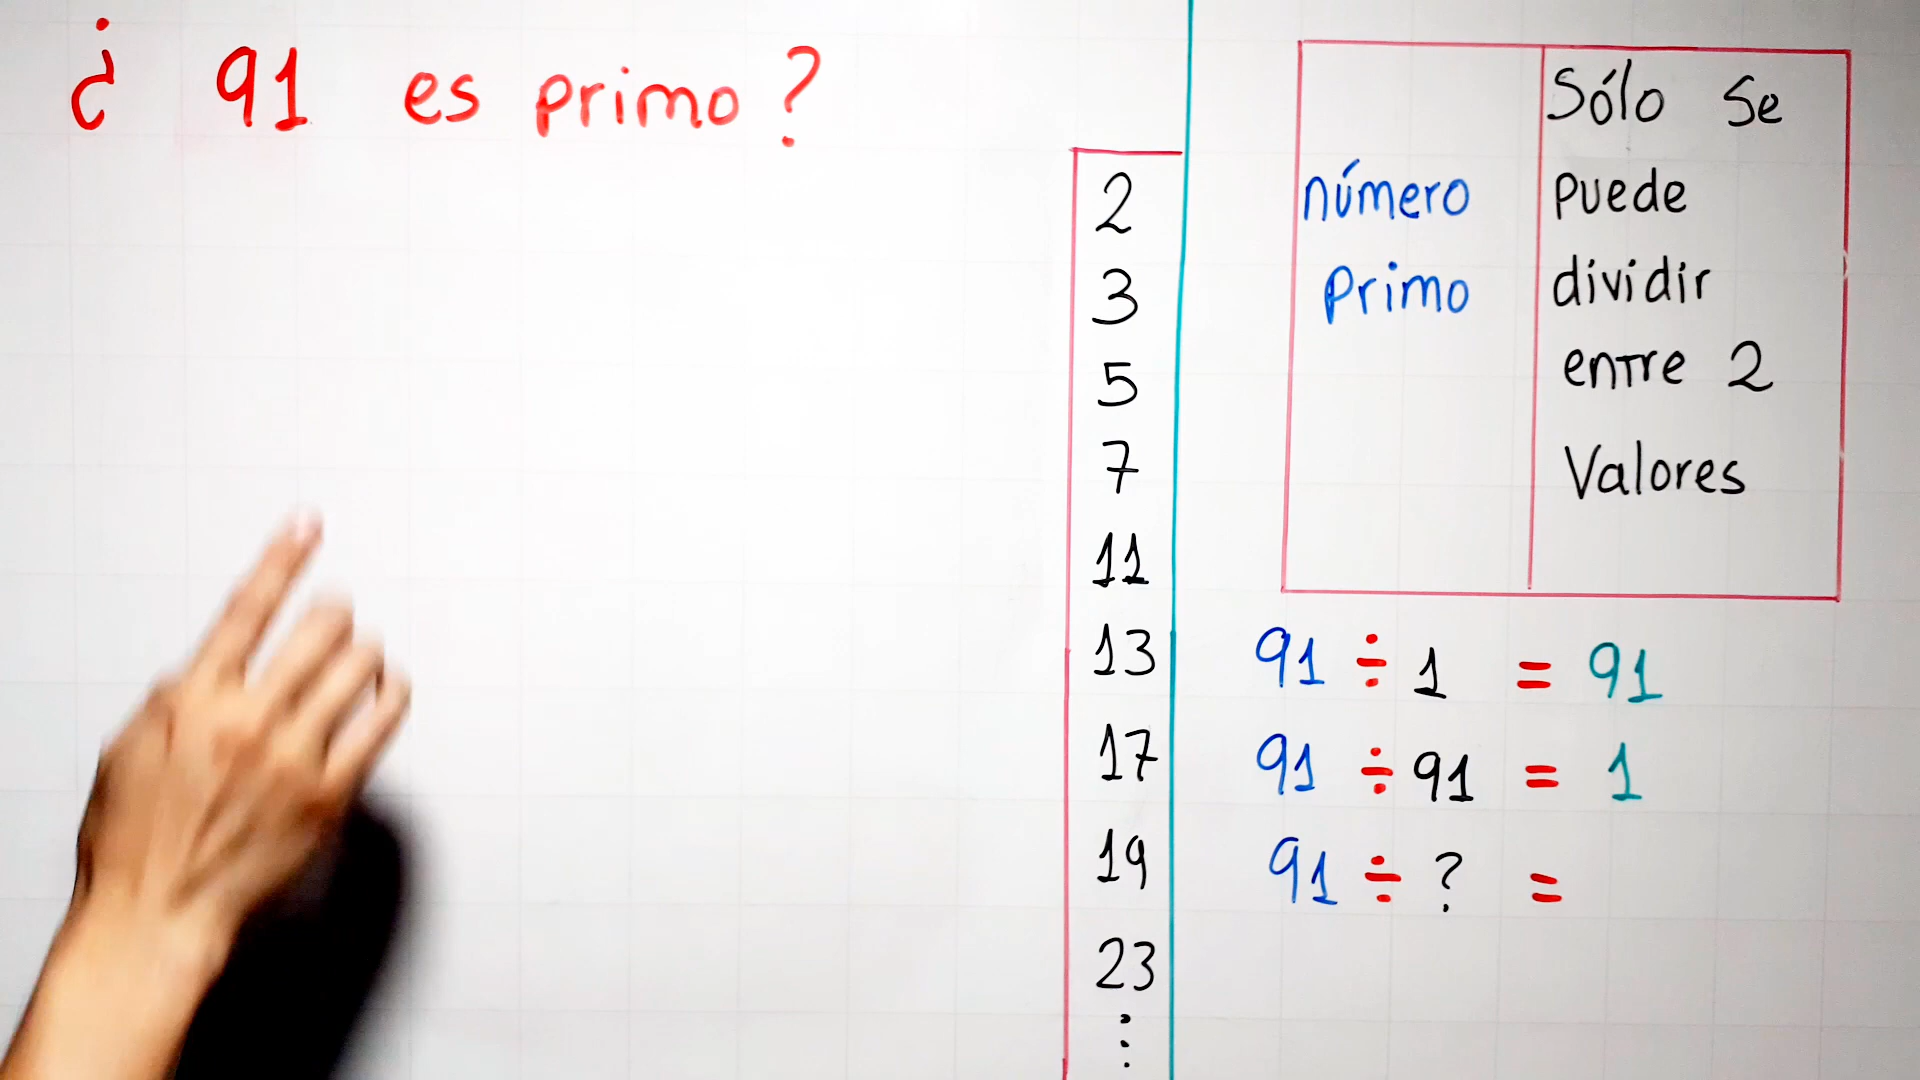 ¿ 91 es primo?
2
3
5
7
11
13
17
19
23
⋮
número
primo
Sólo se
puede
dividir
entre 2
Valores
91 ÷ 1 = 91
91 ÷ 91 = 1
91 ÷ ? =